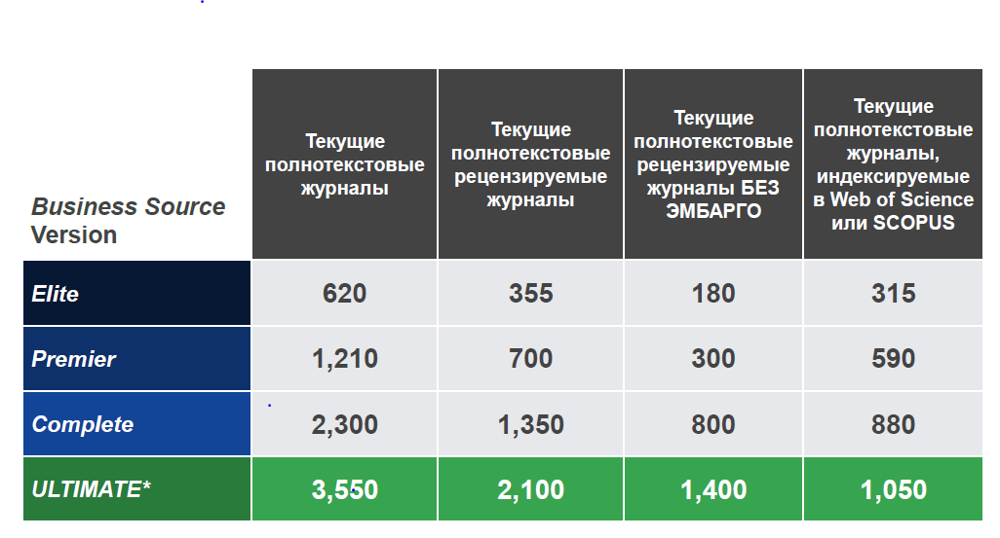 Текущие
полнотекстовые
журналы
Текущие
полнотекстовые
рецензируемые
журналы
Текущие
полнотекстовые
рецензируемые
журналы БЕЗ
ЭМБАРГО
Текущие
полнотекстовые
журналы,
индексируемые
в Web of Science
или SCOPUS
Business Source
Version
Elite 620 355 180 315
Premier 1,210 700 300 590
Complete 2,300 1,350 800 880
ULTIMATE* 3,550 2,100 1,400 1,050